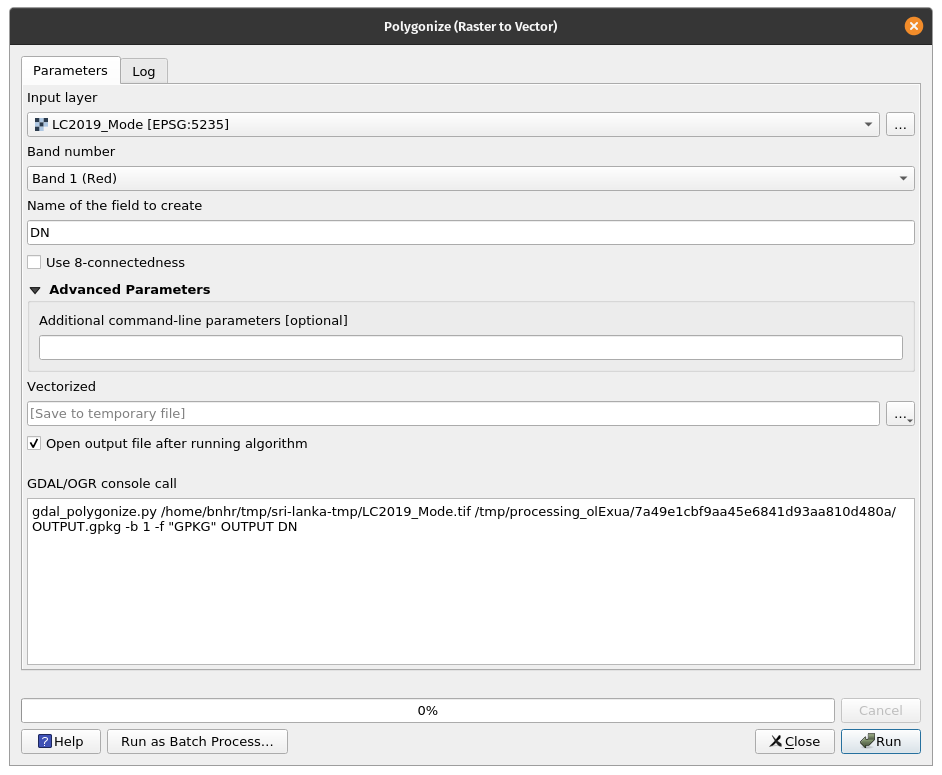 Polygonize (Raster to Vector)
Parameters
Log
Input layer
LC2019_Mode [EPSG:5235]
...
Band number
Band 1 (Red)
Name of the field to create
DN
Use 8-connectedness
Advanced Parameters
Additional command-line parameters [optional]
Vectorized
[Save to temporary file]
...
Open output file after running algorithm
GDAL/OGR console call
gdal_polygonize.py /home/bnhr/tmp/sri-lanka-tmp/LC2019_Mode.tif /tmp/processing_olExua/7a49e1cbf9aa45e6841d93aa810d480a/
OUTPUT.gpkg -b 1 -f "GPKG" OUTPUT DN
0%
Cancel
Help
Run as Batch Process...
Close
Run